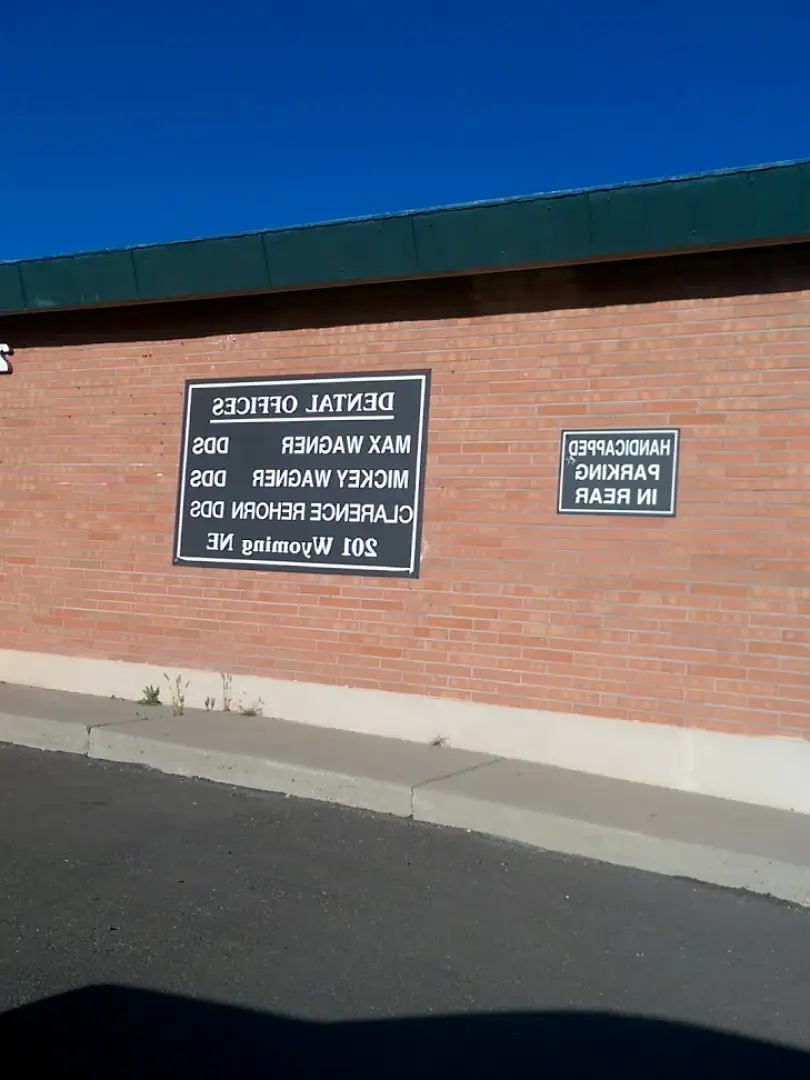 DENTAL OFFICES
MAX WAGNER DDS
MICKEY WAGNER DDS
CLARENCE REHORN DDS
201 Wyoming NE
HANDICAPPED
PARKING
IN REAR